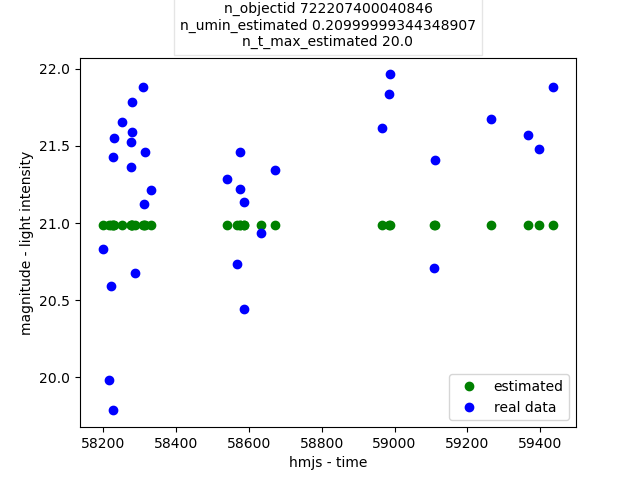 n_objectid 722207400040846
n_umin_estimated 0.20999999344348907
n_t_max_estimated 20.0
22.0
21.5
21.0
20.5
20.0
magnitude - light intensity
estimated
real data
58200 58400 58600 58800 59000 59200 59400
hmjs - time